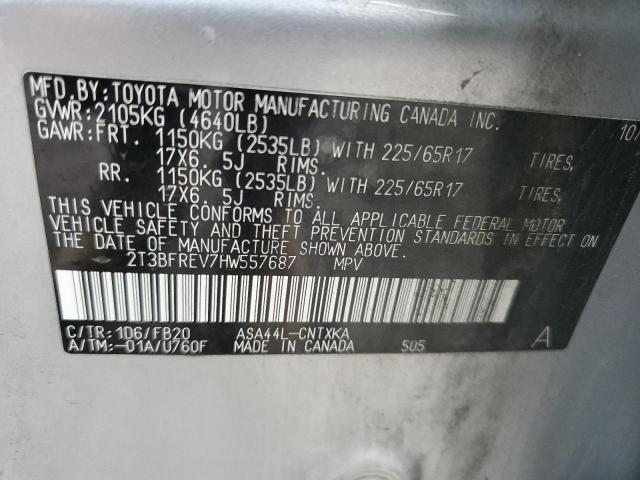 MFD.BY:TOYOTA MOTOR MANUFACTURING CANADA INC. 107
GVWR:2105KG (4640LB)
GAWR:FRT. 1150KG (2535LB) WITH 225/65R17 TIRES,
17X6.5J RIMS.
RR. 1150KG (2535LB) WITH 225/65R17 TIRES,
17X6.5J RIMS.
THIS VEHICLE CONFORMS TO ALL APPLICABLE FEDERAL MOTOR
VEHICLE SAFETY AND THEFT PREVENTION STANDARDS IN EFFECT ON
THE DATE OF MANUFACTURE SHOWN ABOVE.
2T3BFREV7HW557687 MPV
C/TR:1D6/FB20 ASA44L-CNTXKA A
A/TM:-01A/U760F MADE IN CANADA 505